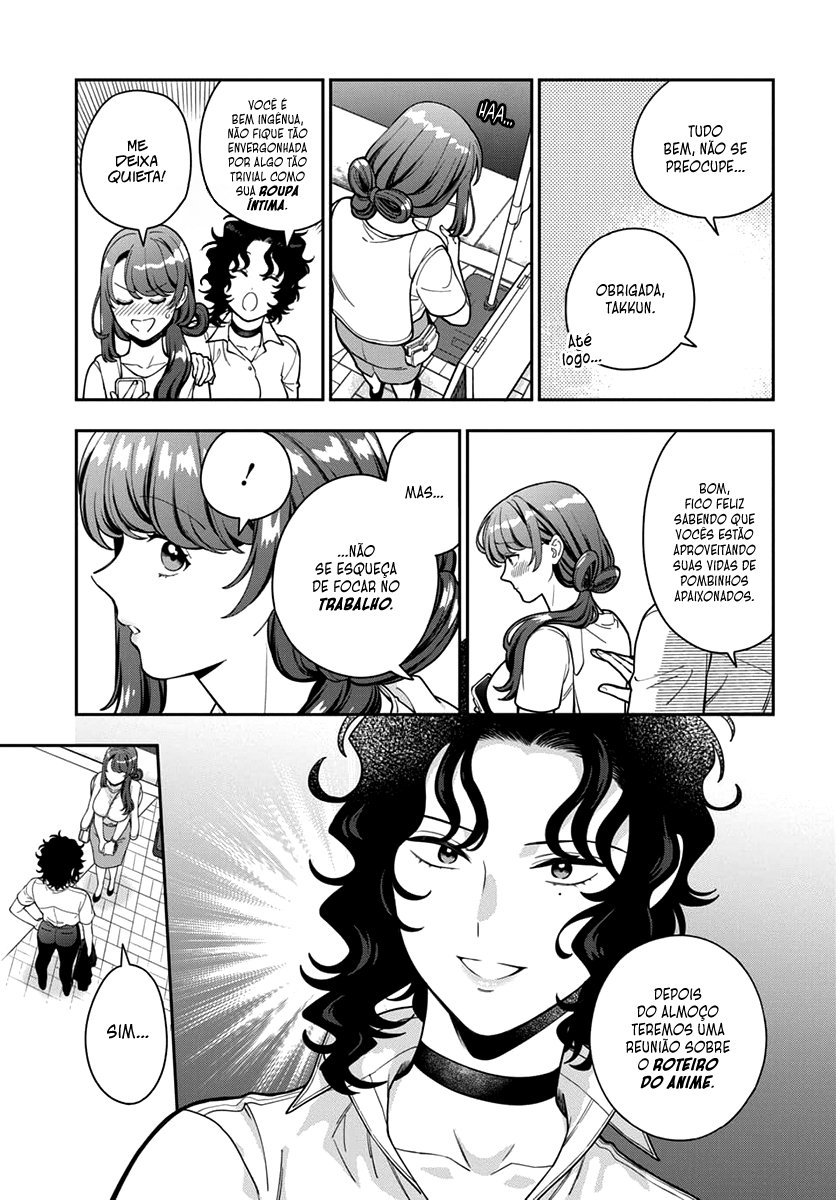 TUDO
BEM, NÃO SE
PREOCUPE...
OBRIGADA,
TAKKUN.
Até
logo...
HAA...
VOCÊ É
BEM INGÊNUA,
NÃO FIQUE TÃO
ENVERGONHADA
POR ALGO TÃO
TRIVIAL COMO
SUA ROUPA
ÍNTIMA.
ME
DEIXA
QUIETA!
BOM,
FICO FELIZ
SABENDO QUE
VOCÊS ESTÃO
APROVEITANDO
SUAS VIDAS DE
POMBINHOS
APAIXONADOS.
MAS...
...NÃO
SE ESQUEÇA
DE FOCAR NO
TRABALHO.
!
DEPOIS
DO ALMOÇO
TEREMOS UMA
REUNIÃO SOBRE
O ROTEIRO
DO ANIME.
SIM...